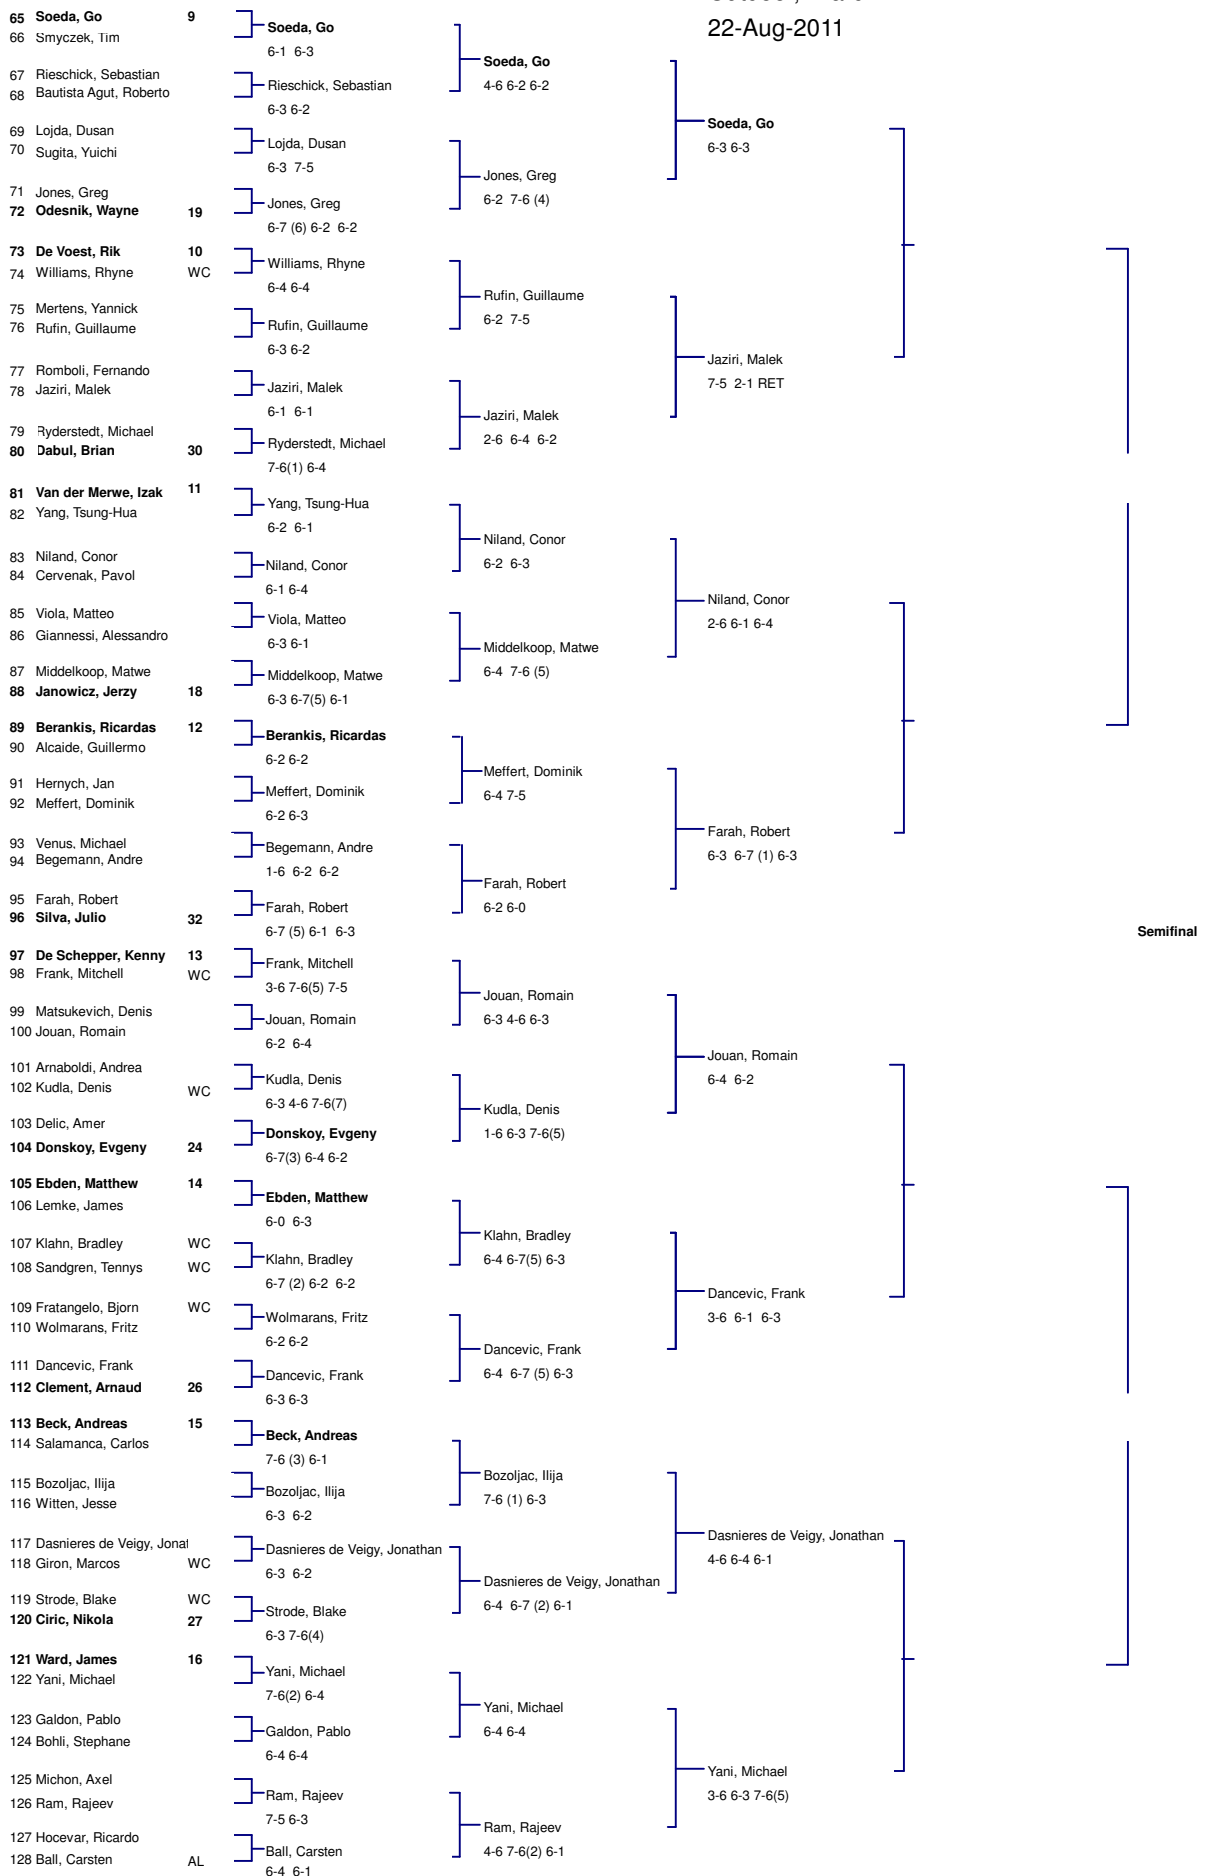 22-Aug-2011
65 Soeda, Go 9
66 Smyczek, Tim
67 Rieschick, Sebastian
68 Bautista Agut, Roberto
69 Lojda, Dusan
70 Sugita, Yuichi
71 Jones, Greg
72 Odesnik, Wayne 19
73 De Voest, Rik 10
74 Williams, Rhyne WC
75 Mertens, Yannick
76 Rufin, Guillaume
77 Romboli, Fernando
78 Jaziri, Malek
79 Ryderstedt, Michael
80 Dabul, Brian 30
81 Van der Merwe, Izak 11
82 Yang, Tsung-Hua
83 Niland, Conor
84 Cervenak, Pavol
85 Viola, Matteo
86 Giannessi, Alessandro
87 Middelkoop, Matwe
88 Janowicz, Jerzy 18
89 Berankis, Ricardas 12
90 Alcaide, Guillermo
91 Hernych, Jan
92 Meffert, Dominik
93 Venus, Michael
94 Begemann, Andre
95 Farah, Robert
96 Silva, Julio 32
97 De Schepper, Kenny 13
98 Frank, Mitchell WC
99 Matsukevich, Denis
100 Jouan, Romain
101 Arnaboldi, Andrea
102 Kudla, Denis WC
103 Delic, Amer
104 Donskoy, Evgeny 24
105 Ebden, Matthew 14
106 Lemke, James
107 Klahn, Bradley WC
108 Sandgren, Tennys WC
109 Fratangelo, Bjorn WC
110 Wolmarans, Fritz
111 Dancevic, Frank
112 Clement, Arnaud 26
113 Beck, Andreas 15
114 Salamanca, Carlos
115 Bozoljac, Ilija
116 Witten, Jesse
117 Dasnieres de Veigy, Jonat
118 Giron, Marcos WC
119 Strode, Blake WC
120 Ciric, Nikola 27
121 Ward, James 16
122 Yani, Michael
123 Galdon, Pablo
124 Bohli, Stephane
125 Michon, Axel
126 Ram, Rajeev
127 Hocevar, Ricardo
128 Ball, Carsten AL
Soeda, Go
6-1 6-3
Rieschick, Sebastian
6-3 6-2
Lojda, Dusan
6-3 7-5
Jones, Greg
6-7 (6) 6-2 6-2
Williams, Rhyne
6-4 6-4
Rufin, Guillaume
6-3 6-2
Jaziri, Malek
6-1 6-1
Ryderstedt, Michael
7-6(1) 6-4
Yang, Tsung-Hua
6-2 6-1
Niland, Conor
6-1 6-4
Viola, Matteo
6-3 6-1
Middelkoop, Matwe
6-3 6-7(5) 6-1
Berankis, Ricardas
6-2 6-2
Meffert, Dominik
6-2 6-3
Begemann, Andre
1-6 6-2 6-2
Farah, Robert
6-7 (5) 6-1 6-3
Frank, Mitchell
3-6 7-6(5) 7-5
Jouan, Romain
6-2 6-4
Kudla, Denis
6-3 4-6 7-6(7)
Donskoy, Evgeny
6-7(3) 6-4 6-2
Ebden, Matthew
6-0 6-3
Klahn, Bradley
6-7 (2) 6-2 6-2
Wolmarans, Fritz
6-2 6-2
Dancevic, Frank
6-3 6-3
Beck, Andreas
7-6 (3) 6-1
Bozoljac, Ilija
6-3 6-2
Dasnieres de Veigy, Jonathan
6-3 6-2
Strode, Blake
6-3 7-6(4)
Yani, Michael
7-6(2) 6-4
Galdon, Pablo
6-4 6-4
Ram, Rajeev
7-5 6-3
Ball, Carsten
6-4 6-1
Soeda, Go
4-6 6-2 6-2
Jones, Greg
6-2 7-6 (4)
Rufin, Guillaume
6-2 7-5
Jaziri, Malek
2-6 6-4 6-2
Niland, Conor
6-2 6-3
Middelkoop, Matwe
6-4 7-6 (5)
Meffert, Dominik
6-4 7-5
Farah, Robert
6-2 6-0
Jouan, Romain
6-3 4-6 6-3
Kudla, Denis
1-6 6-3 7-6(5)
Klahn, Bradley
6-4 6-7(5) 6-3
Dancevic, Frank
6-4 6-7 (5) 6-3
Bozoljac, Ilija
7-6 (1) 6-3
Dasnieres de Veigy, Jonathan
6-4 6-7 (2) 6-1
Yani, Michael
6-4 6-4
Ram, Rajeev
4-6 7-6(2) 6-1
Soeda, Go
6-3 6-3
Jaziri, Malek
7-5 2-1 RET
Niland, Conor
2-6 6-1 6-4
Farah, Robert
6-3 6-7 (1) 6-3
Jouan, Romain
6-4 6-2
Dancevic, Frank
3-6 6-1 6-3
Dasnieres de Veigy, Jonathan
4-6 6-4 6-1
Yani, Michael
3-6 6-3 7-6(5)
Semifinal